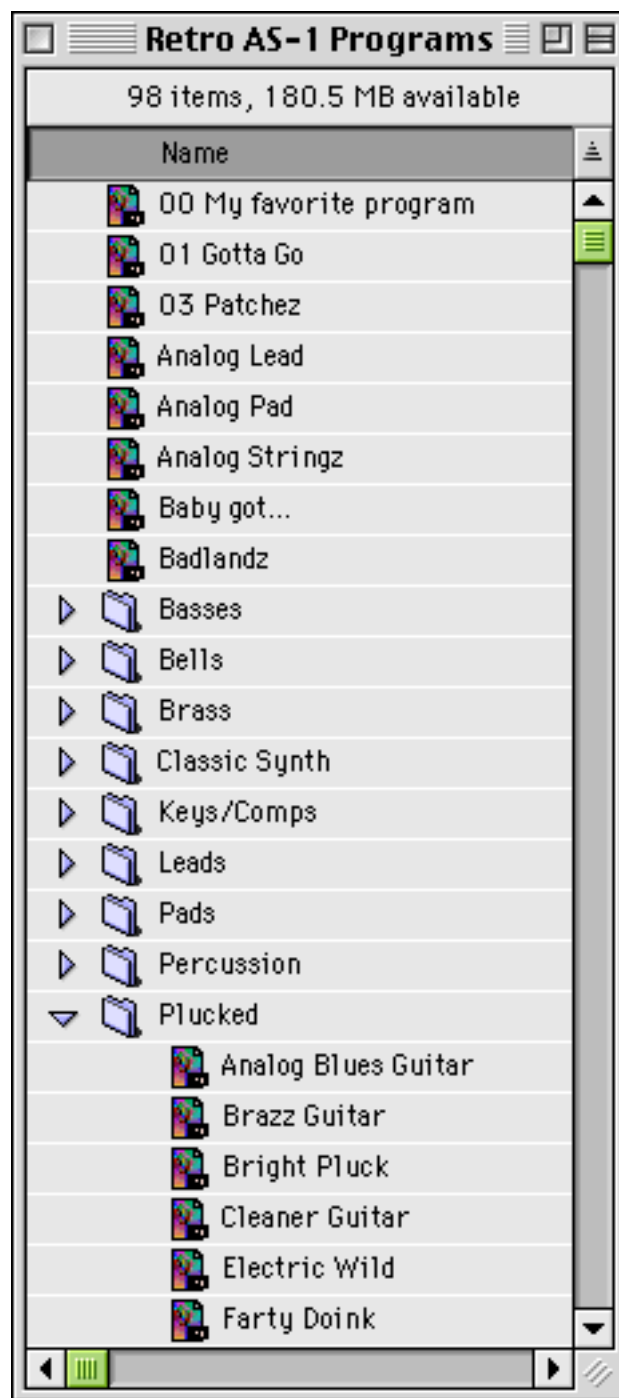 Retro AS-1 Programs
98 items, 180.5 MB available
Name
00 My favorite program
01 Gotta Go
03 Patchez
Analog Lead
Analog Pad
Analog Stringz
Baby got...
Badlandz
Basses
Bells
Brass
Classic Synth
Keys/Comps
Leads
Pads
Percussion
Plucked
Analog Blues Guitar
Brazz Guitar
Bright Pluck
Cleaner Guitar
Electric Wild
Farty Doink